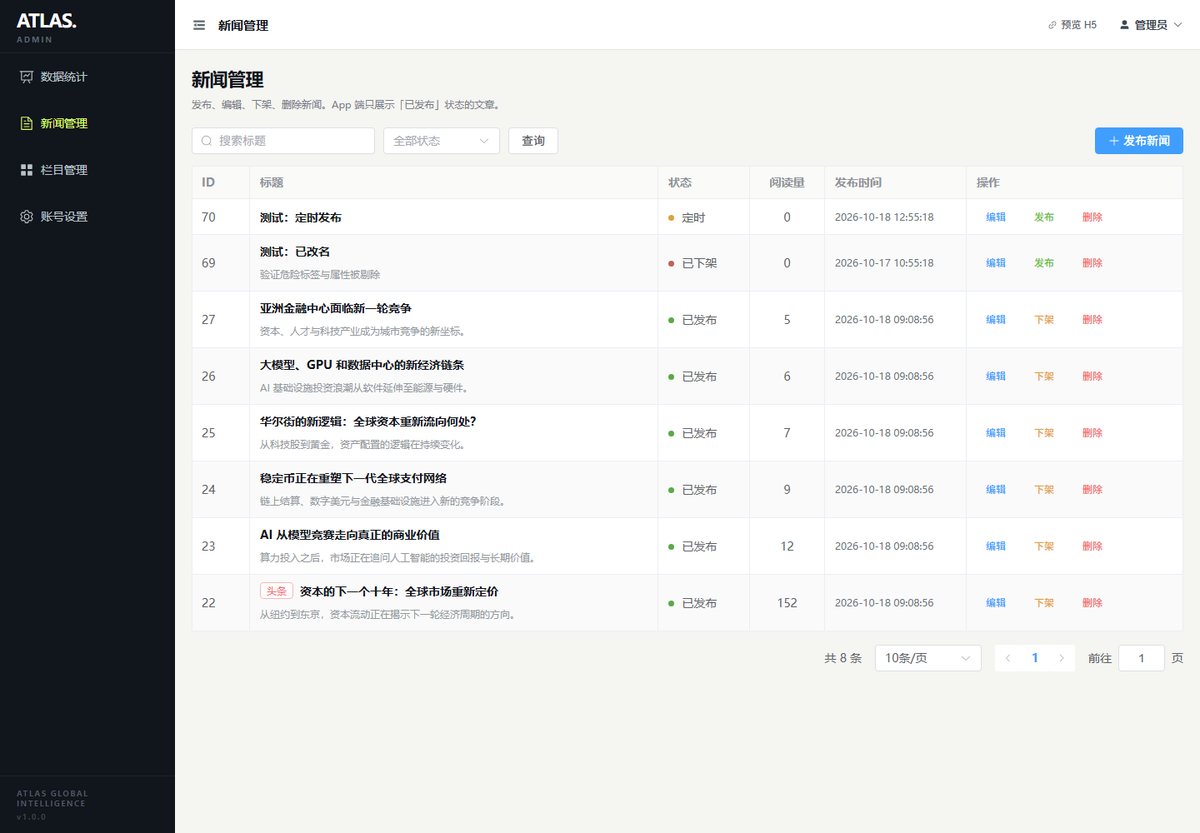 ATLAS.
ADMIN
数据统计
新闻管理
栏目管理
账号设置
ATLAS GLOBAL
INTELLIGENCE
v1.0.0
新闻管理
预览 H5
管理员
新闻管理
发布、编辑、下架、删除新闻。App 端只展示「已发布」状态的文章。
搜索标题
全部状态
查询
发布新闻
ID 标题 状态 阅读量 发布时间 操作
70 测试：定时发布 定时 0 2026-10-18 12:55:18 编辑 发布 删除
69 测试：已改名 已下架 0 2026-10-17 10:55:18 编辑 发布 删除
验证危险标签与属性被剔除
27 亚洲金融中心面临新一轮竞争 已发布 5 2026-10-18 09:08:56 编辑 下架 删除
资本、人才与科技产业成为城市竞争的新坐标。
26 大模型、GPU 和数据中心的新经济链条 已发布 6 2026-10-18 09:08:56 编辑 下架 删除
AI 基础设施投资浪潮从软件延伸至能源与硬件。
25 华尔街的新逻辑：全球资本重新流向何处？ 已发布 7 2026-10-18 09:08:56 编辑 下架 删除
从科技股到黄金，资产配置的逻辑在持续变化。
24 稳定币正在重塑下一代全球支付网络 已发布 9 2026-10-18 09:08:56 编辑 下架 删除
链上结算、数字美元与金融基础设施进入新的竞争阶段。
23 AI 从模型竞赛走向真正的商业价值 已发布 12 2026-10-18 09:08:56 编辑 下架 删除
算力投入之后，市场正在追问人工智能的投资回报与长期价值。
22 头条 资本的下一个十年：全球市场重新定价 已发布 152 2026-10-18 09:08:56 编辑 下架 删除
从纽约到东京，资本流动正在揭示下一轮经济周期的方向。
共 8 条 10条/页 1 前往 1 页